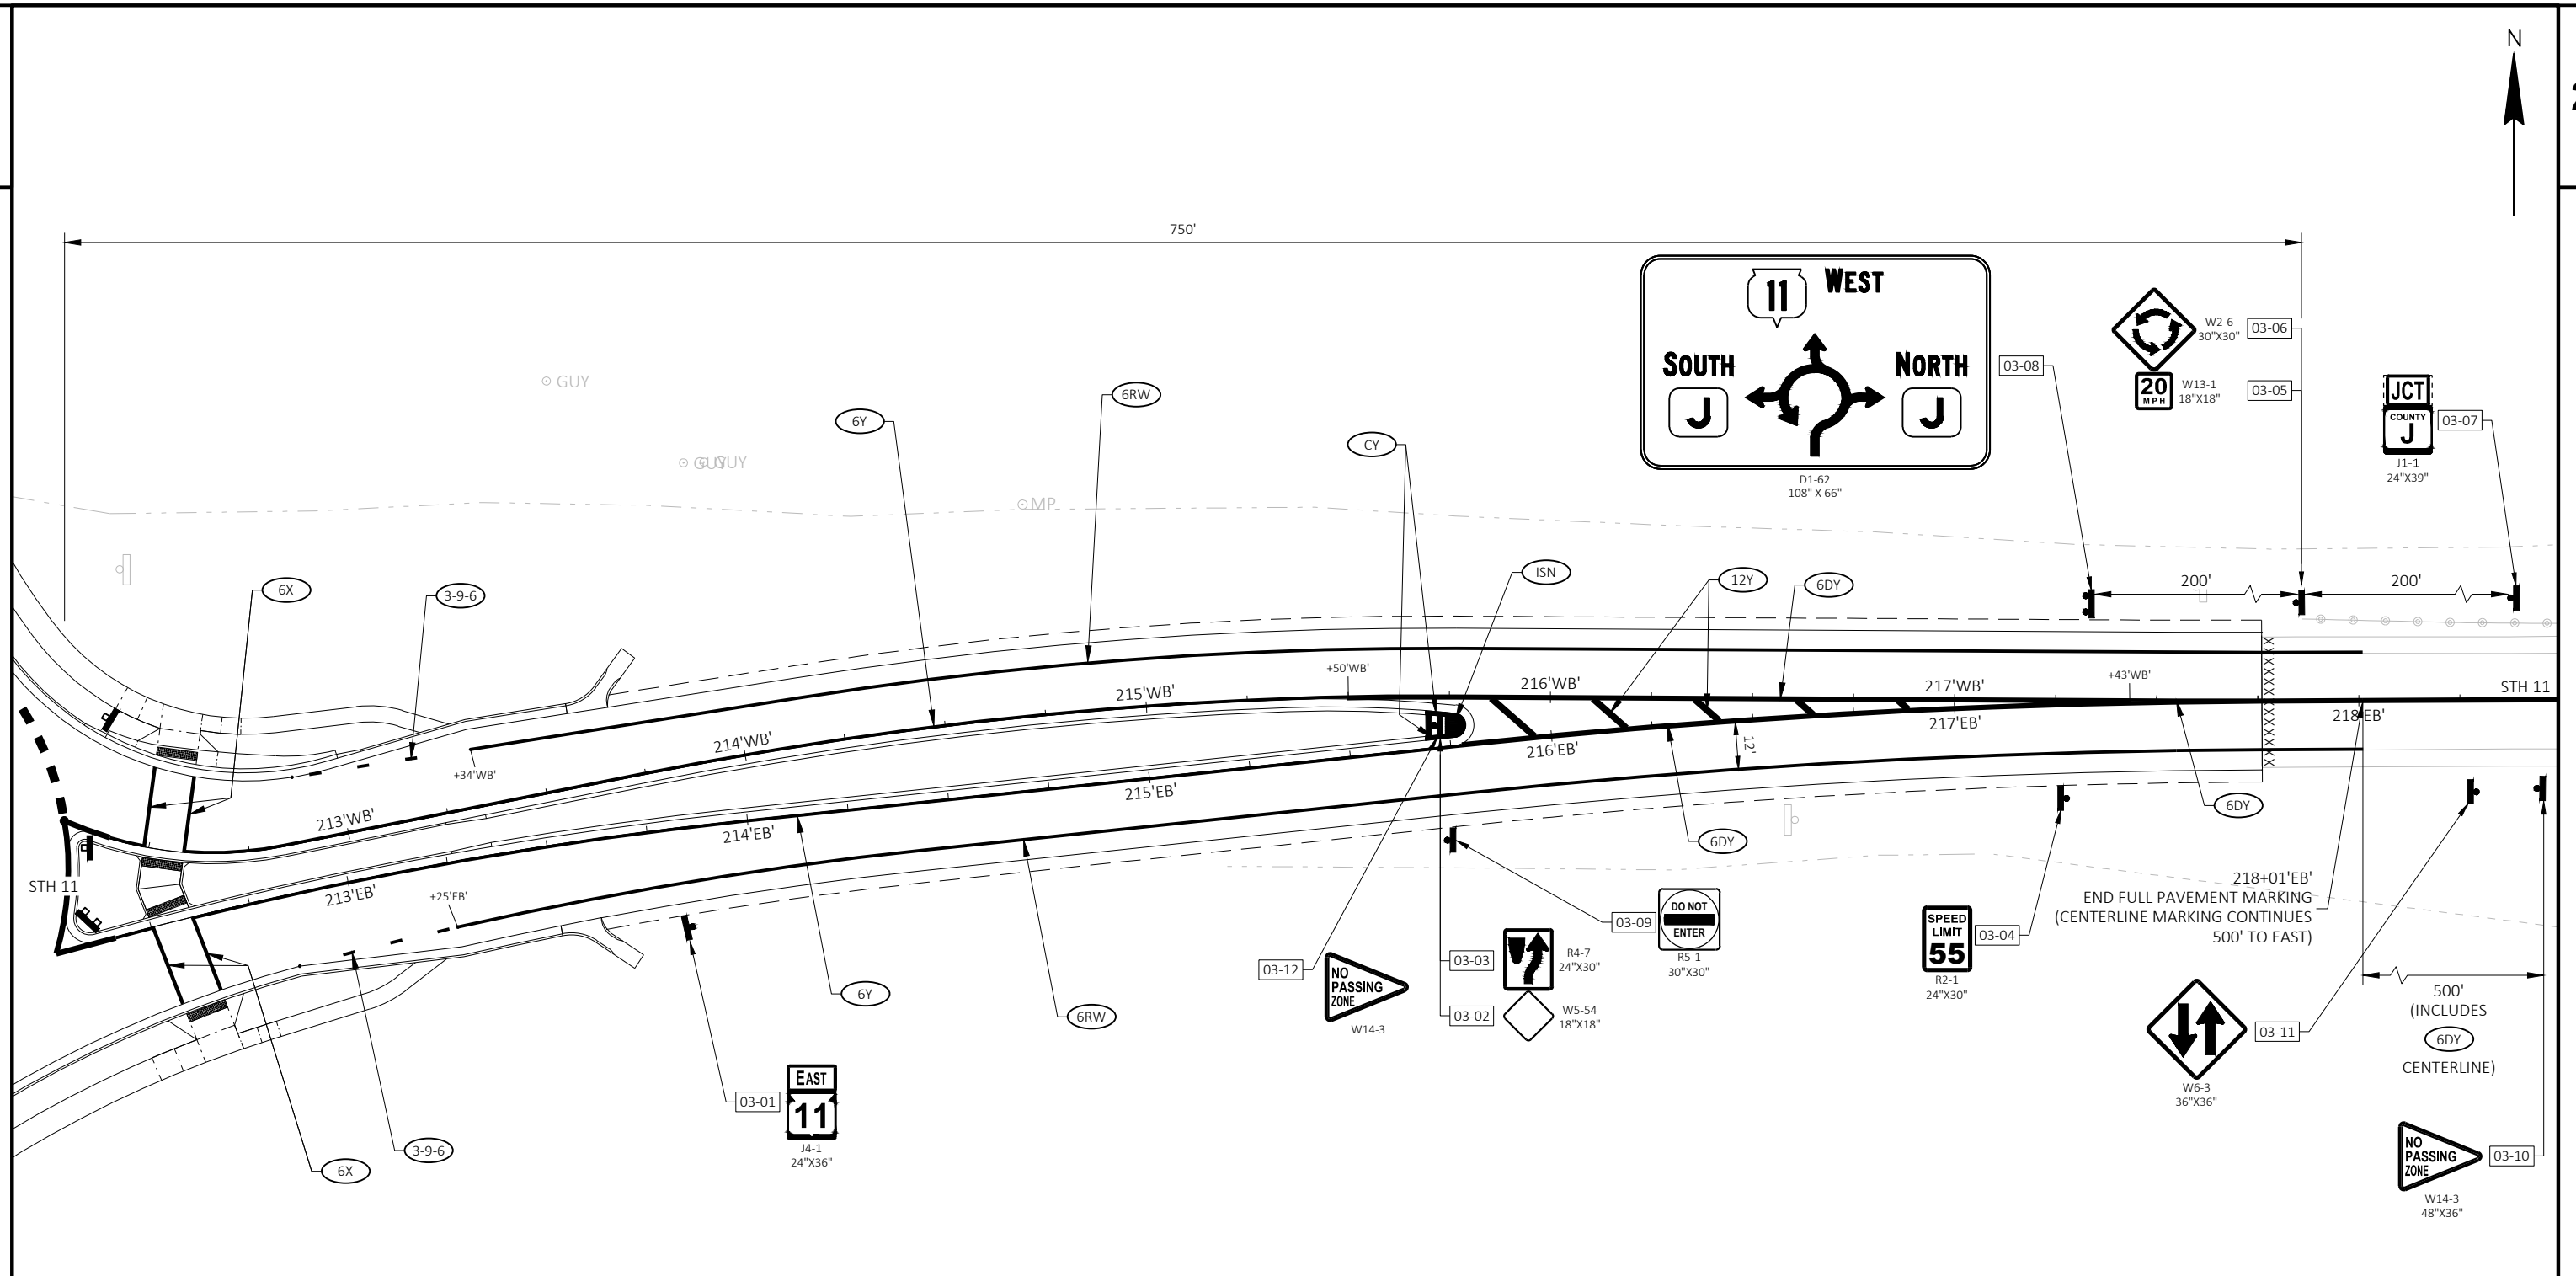 N
2
750'
11 WEST
SOUTH
NORTH
J
J
D1-62
108" X 66"
03-08
W2-6
30"X30"
03-06
20
MPH
W13-1
18"X18"
03-05
JCT
COUNTY
J
03-07
J1-1
24"X39"
GUY
GUY
GUY
MP
6Y
6RW
CY
ISN
12Y
6DY
200'
200'
6X
3-9-6
+50'WB'
+43'WB'
213'WB'
214'WB'
215'WB'
216'WB'
217'WB'
STH 11
+34'WB'
218'EB'
217'EB'
216'EB'
215'EB'
214'EB'
213'EB'
12'
+25'EB'
STH 11
6DY
6DY
218+01'EB'
END FULL PAVEMENT MARKING
(CENTERLINE MARKING CONTINUES
500' TO EAST)
03-09
DO NOT
ENTER
R5-1
30"X30"
SPEED
LIMIT
55
03-04
R2-1
24"X30"
03-12
NO
PASSING
ZONE
W14-3
03-03
R4-7
24"X30"
03-02
W5-54
18"X18"
6Y
6RW
500'
(INCLUDES
6DY
CENTERLINE)
03-11
W6-3
36"X36"
03-01
EAST
11
J4-1
24"X36"
3-9-6
6X
NO
PASSING
ZONE
03-10
W14-3
48"X36"